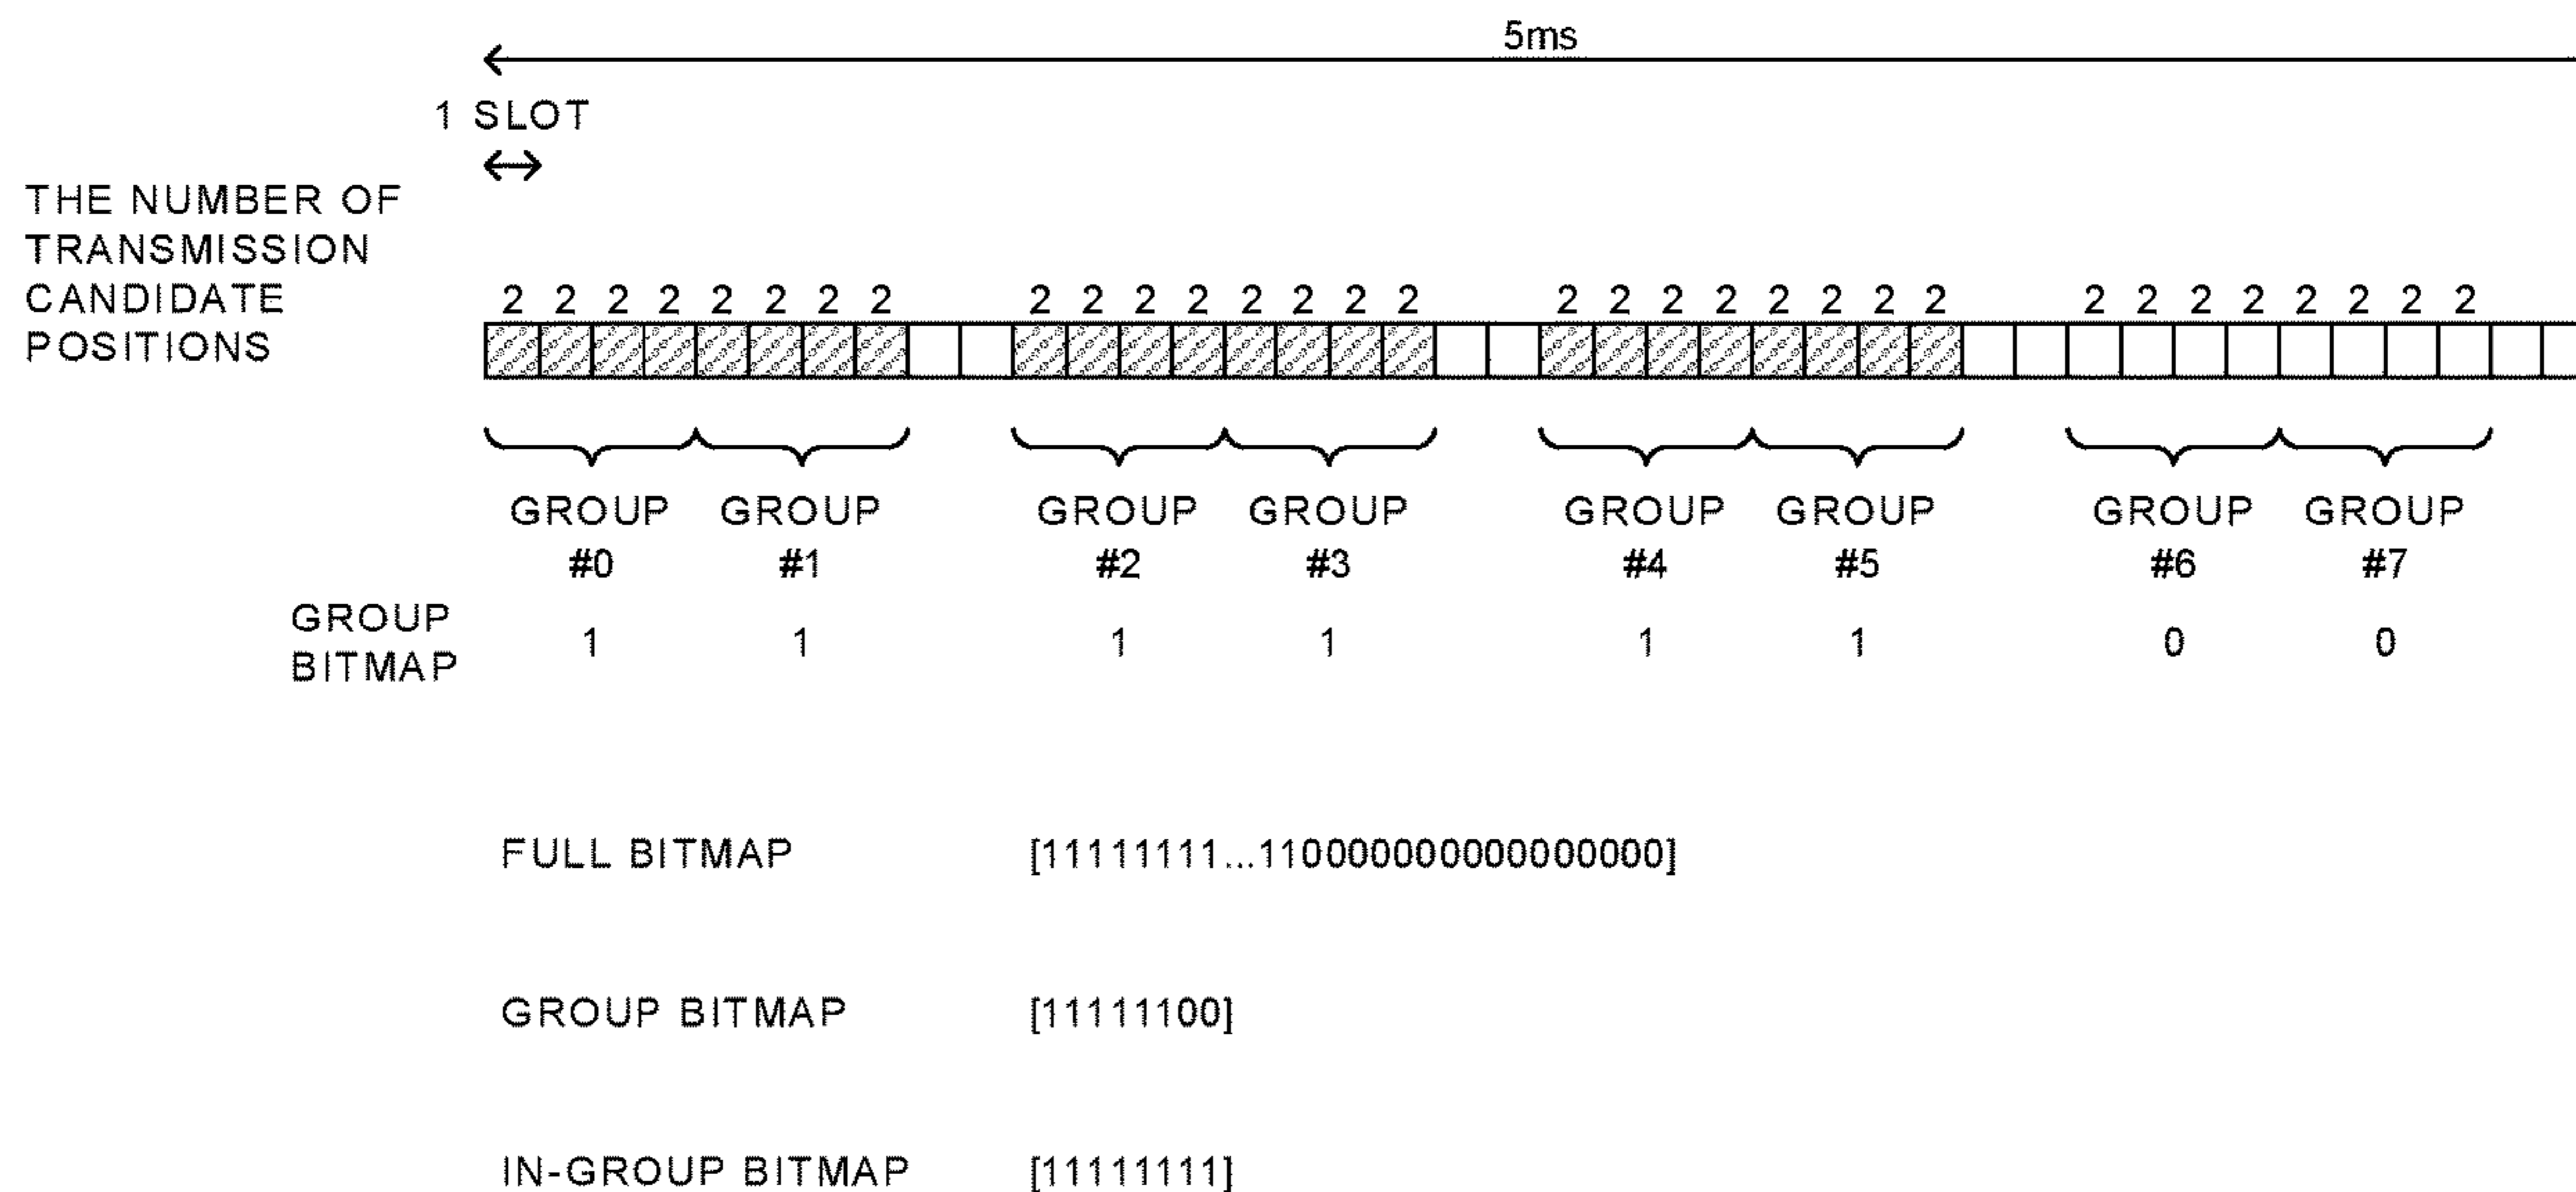 5ms
1 SLOT
THE NUMBER OF
TRANSMISSION
CANDIDATE
POSITIONS
2 2 2 2 2 2 2 2 2 2 2 2 2 2 2 2 2 2 2 2 2 2 2 2 2 2 2 2 2 2 2 2
GROUP GROUP GROUP GROUP GROUP GROUP GROUP GROUP
#0 #1 #2 #3 #4 #5 #6 #7
GROUP
BITMAP
1 1 1 1 1 1 0 0
FULL BITMAP [11111111...110000000000000000]
GROUP BITMAP [11111100]
IN-GROUP BITMAP [11111111]